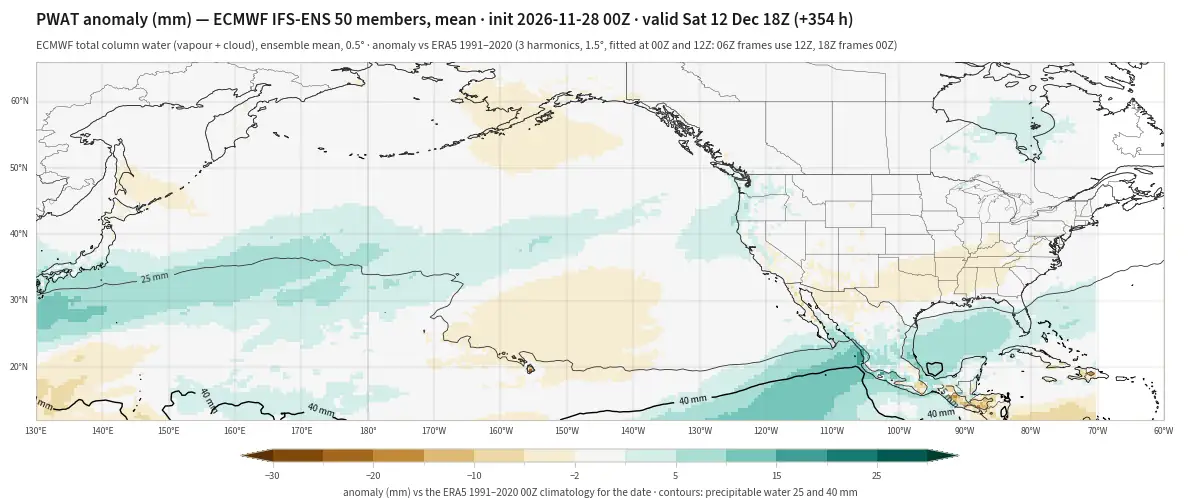 PWAT anomaly (mm) — ECMWF IFS-ENS 50 members, mean · init 2026-11-28 00Z · valid Sat 12 Dec 18Z (+354 h)
ECMWF total column water (vapour + cloud), ensemble mean, 0.5° · anomaly vs ERA5 1991–2020 (3 harmonics, 1.5°, fitted at 00Z and 12Z: 06Z frames use 12Z, 18Z frames 00Z)
60°N
50°N
40°N
25 mm
30°N
20°N
mm
40 mm
40 mm
40 mm
40 mm
130°E 140°E 150°E 160°E 170°E 180° 170°W 160°W 150°W 140°W 130°W 120°W 110°W 100°W 90°W 80°W 70°W 60°W
−30 −20 −10 −2 5 15 25
anomaly (mm) vs the ERA5 1991–2020 00Z climatology for the date · contours: precipitable water 25 and 40 mm